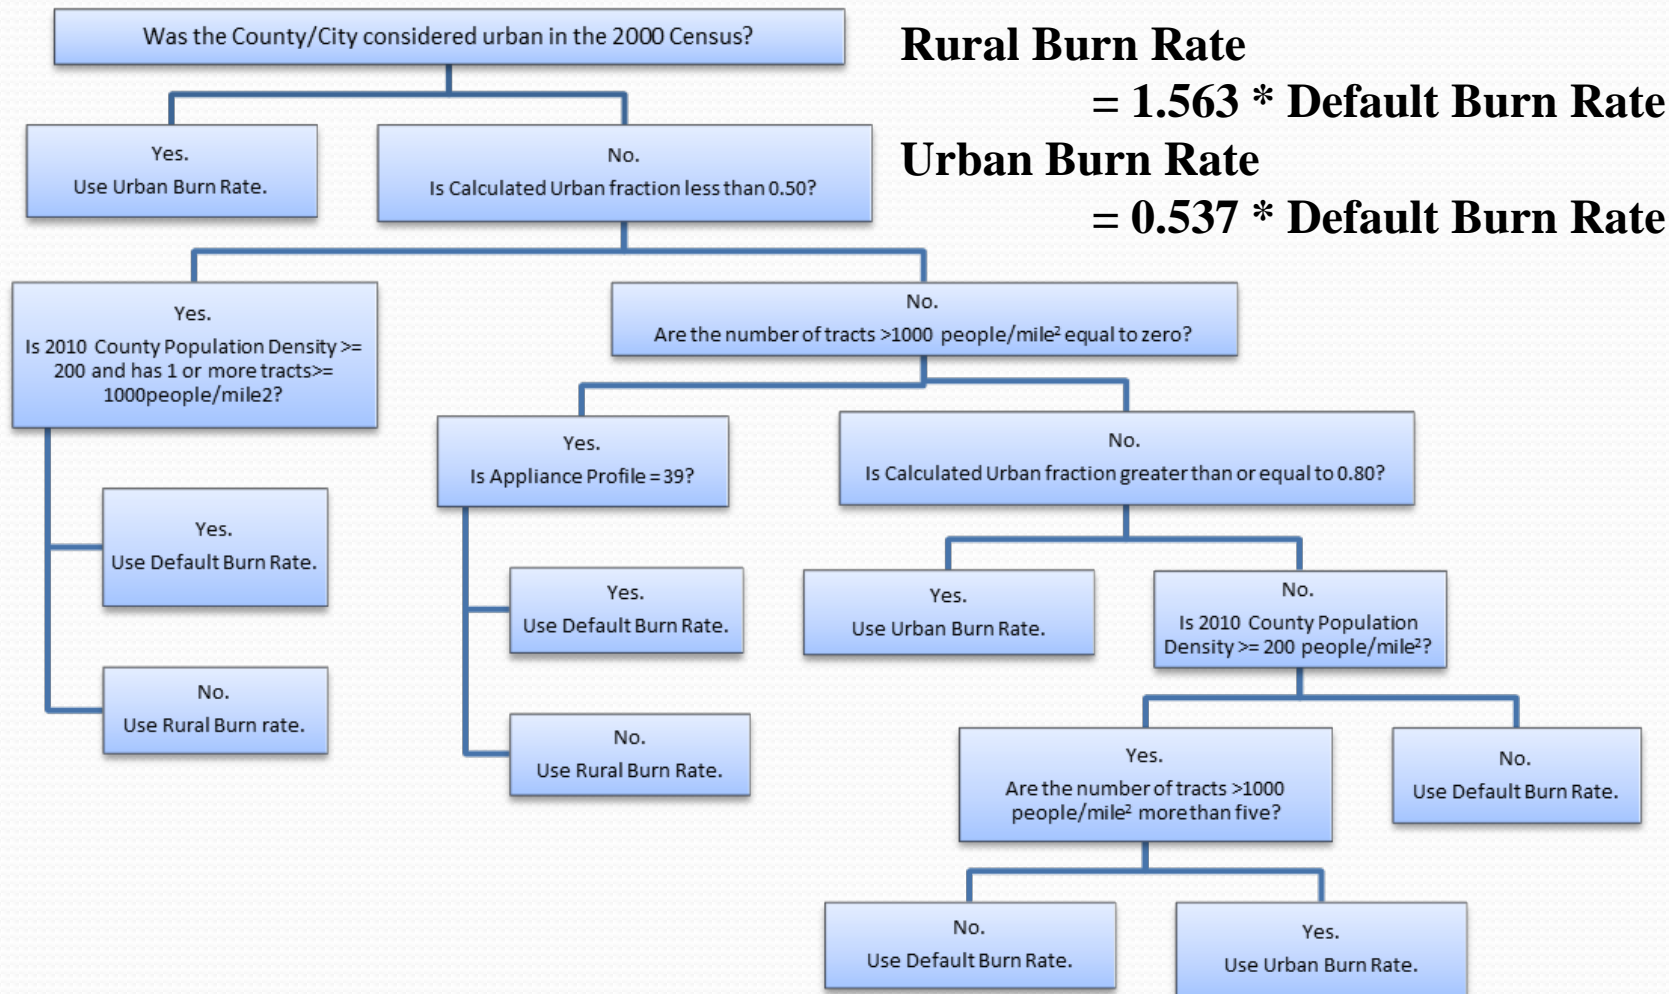 Was the County/City considered urban in the 2000 Census?
Rural Burn Rate
= 1.563 * Default Burn Rate
Urban Burn Rate
= 0.537 * Default Burn Rate
Yes.
Use Urban Burn Rate.
No.
Is Calculated Urban fraction less than 0.50?
Yes.
Is 2010 County Population Density >=
200 and has 1 or more tracts>=
1000people/mile2?
No.
Are the number of tracts >1000 people/mile² equal to zero?
Yes.
Use Default Burn Rate.
No.
Use Rural Burn rate.
Yes.
Is Appliance Profile = 39?
Yes.
Use Default Burn Rate.
No.
Use Rural Burn Rate.
No.
Is Calculated Urban fraction greater than or equal to 0.80?
Yes.
Use Urban Burn Rate.
No.
Is 2010 County Population
Density >= 200 people/mile²?
Yes.
Are the number of tracts >1000
people/mile² more than five?
No.
Use Default Burn Rate.
No.
Use Default Burn Rate.
Yes.
Use Urban Burn Rate.